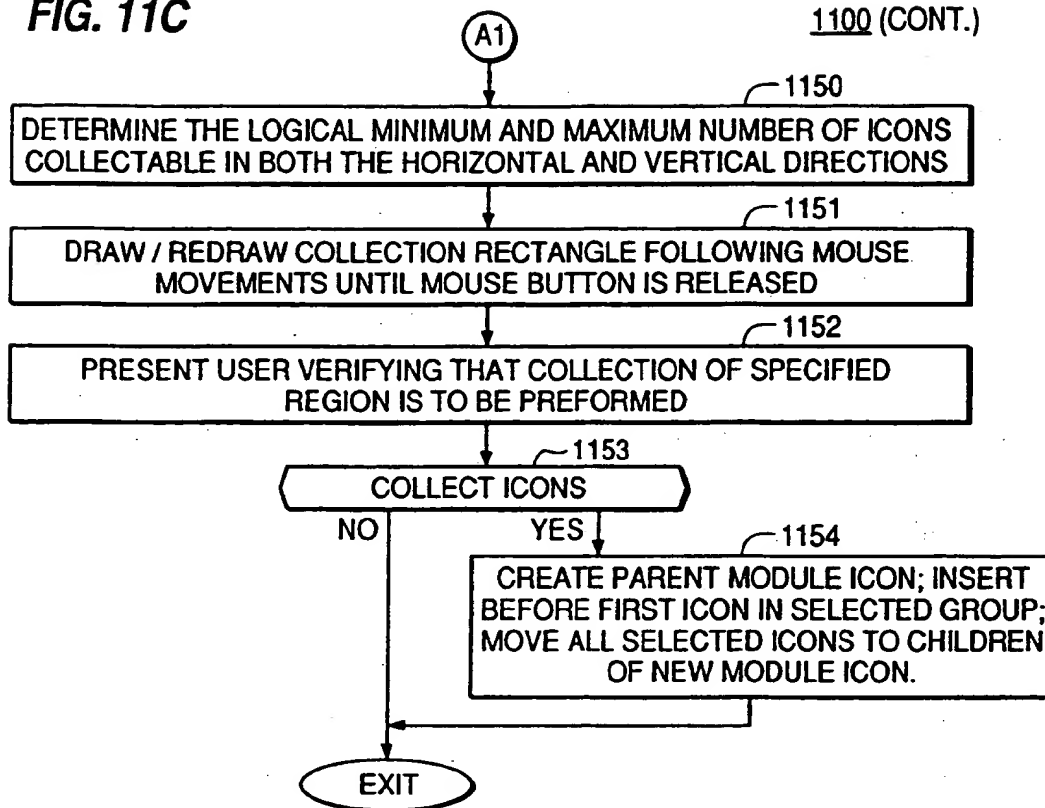 FIG. 11C
1100 (CONT.)
A1
1150
DETERMINE THE LOGICAL MINIMUM AND MAXIMUM NUMBER OF ICONS
COLLECTABLE IN BOTH THE HORIZONTAL AND VERTICAL DIRECTIONS
1151
DRAW / REDRAW COLLECTION RECTANGLE FOLLOWING MOUSE
MOVEMENTS UNTIL MOUSE BUTTON IS RELEASED
1152
PRESENT USER VERIFYING THAT COLLECTION OF SPECIFIED
REGION IS TO BE PREFORMED
1153
COLLECT ICONS
NO
YES
1154
CREATE PARENT MODULE ICON; INSERT
BEFORE FIRST ICON IN SELECTED GROUP;
MOVE ALL SELECTED ICONS TO CHILDREN
OF NEW MODULE ICON.
EXIT